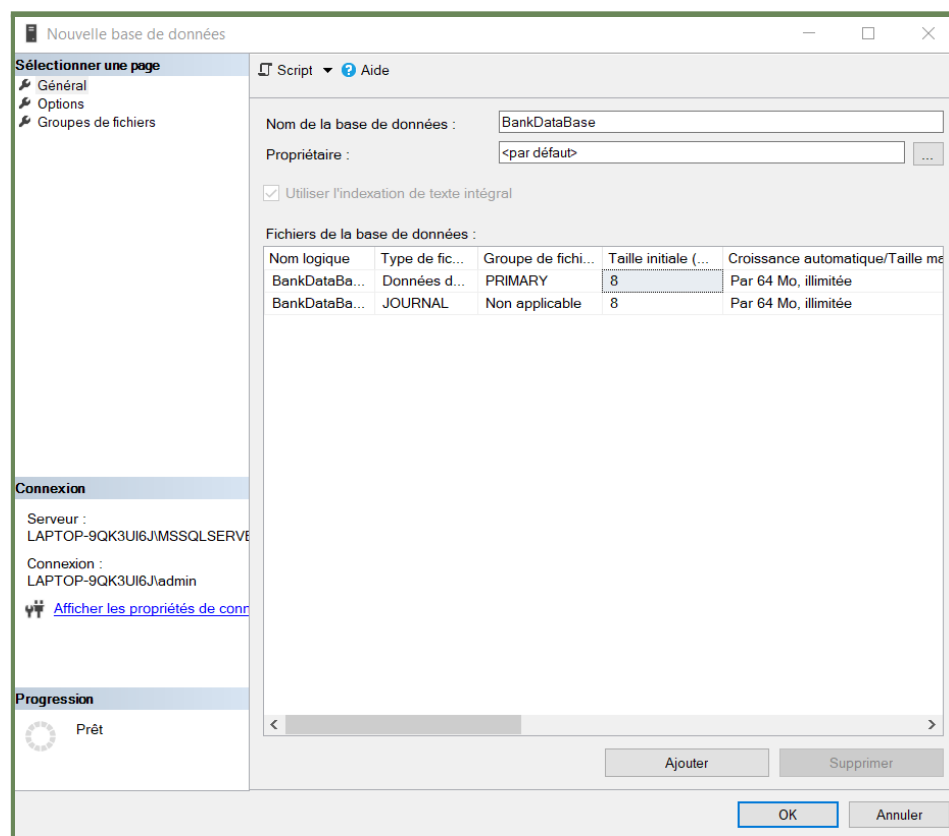 Nouvelle base de données
Sélectionner une page
Général
Options
Groupes de fichiers
Script Aide
Nom de la base de données : BankDataBase
Propriétaire : <par défaut> ...
Utiliser l'indexation de texte intégral
Fichiers de la base de données :
Nom logique Type de fic... Groupe de fichi... Taille initiale (... Croissance automatique/Taille ma
BankDataBa... Données d... PRIMARY 8 Par 64 Mo, illimitée
BankDataBa... JOURNAL Non applicable 8 Par 64 Mo, illimitée
Connexion
Serveur :
LAPTOP-9QK3UI6J\MSSQLSERVE
Connexion :
LAPTOP-9QK3UI6J\admin
Afficher les propriétés de conn
Progression
Prêt
Ajouter Supprimer
OK Annuler